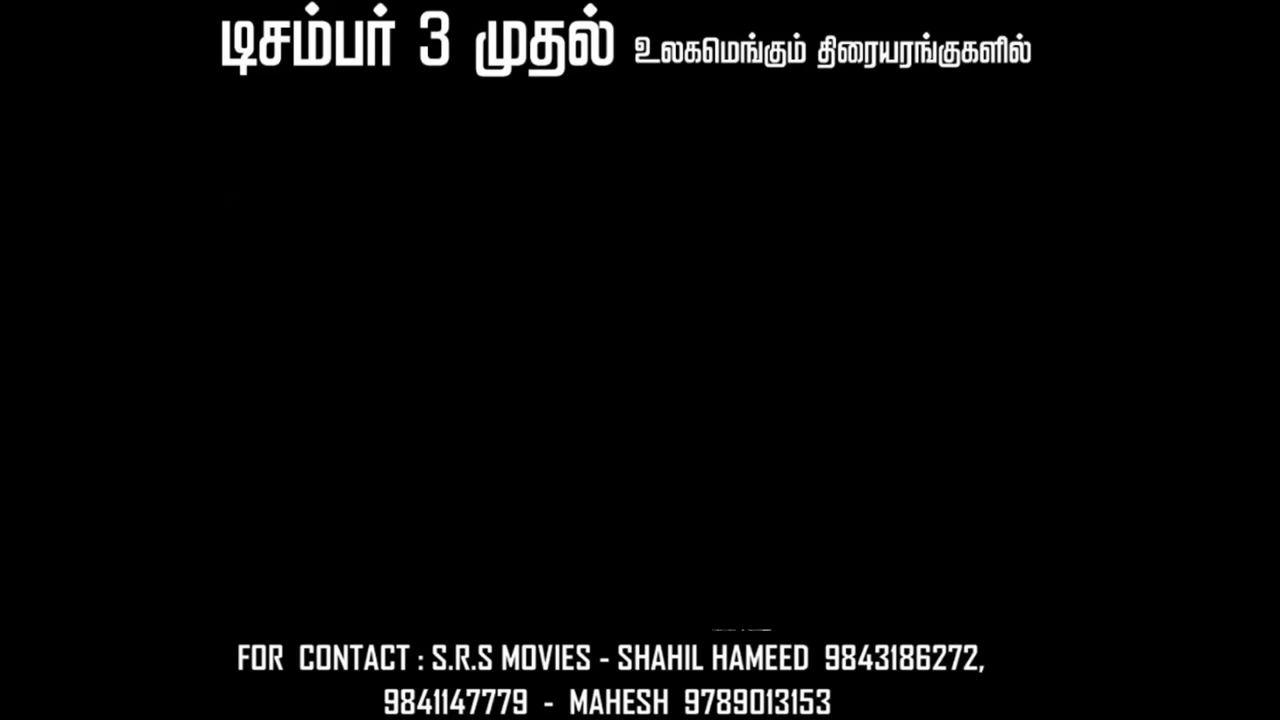 டிசம்பர் 3 முதல் உலகமெங்கும் திரையரங்குகளில்
FOR CONTACT : S.R.S MOVIES - SHAHIL HAMEED 9843186272,
9841147779 - MAHESH 9789013153